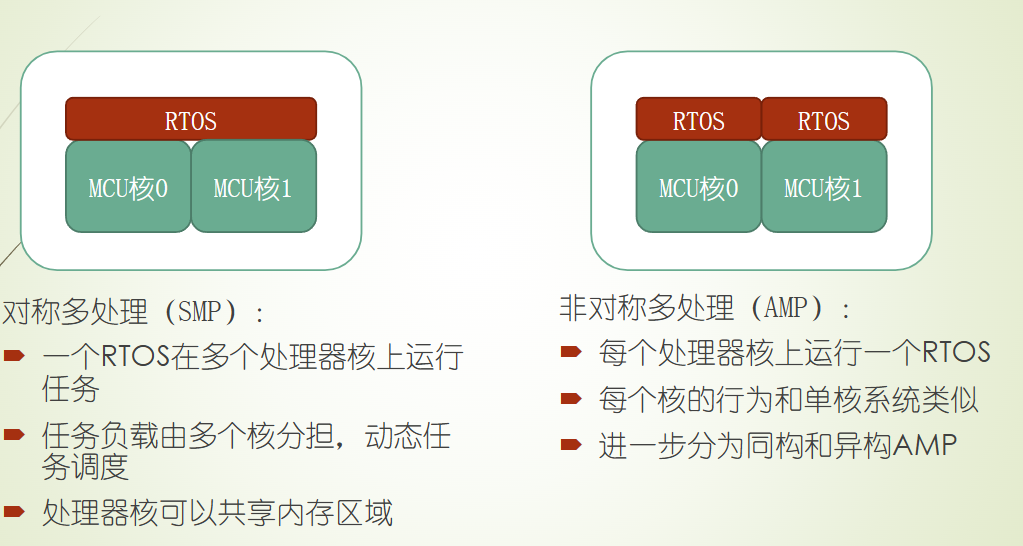 RTOS
MCU核0
MCU核1
对称多处理（SMP）:
一个RTOS在多个处理器核上运行
任务
任务负载由多个核分担，动态任
务调度
处理器核可以共享内存区域
RTOS
RTOS
MCU核0
MCU核1
非对称多处理（AMP）:
每个处理器核上运行一个RTOS
每个核的行为和单核系统类似
进一步分为同构和异构AMP